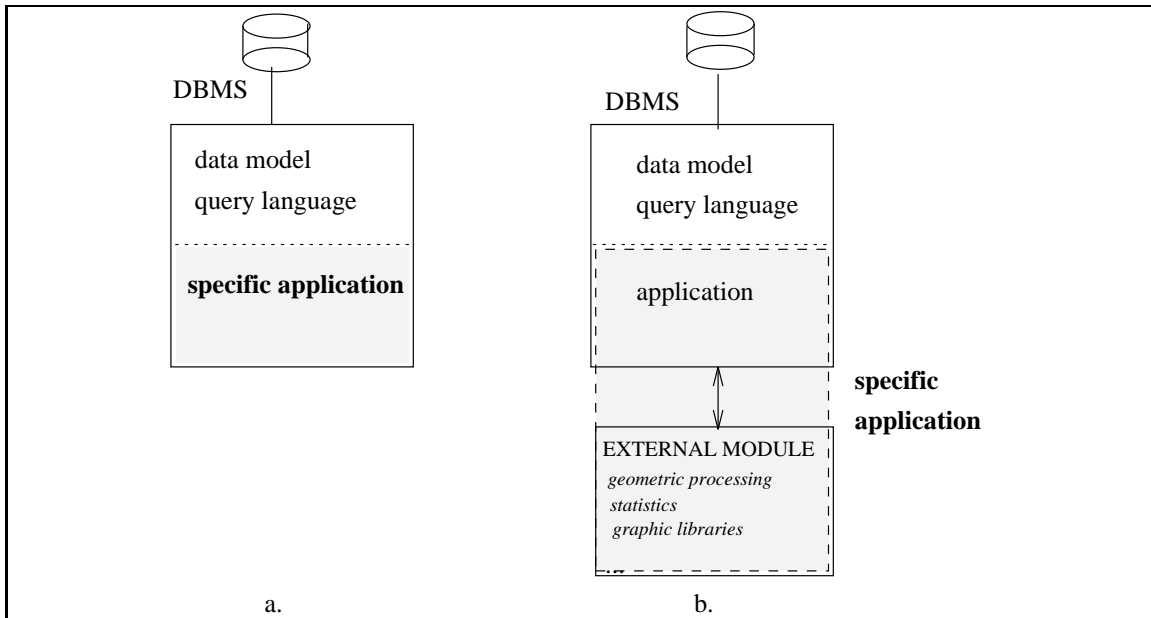 DBMS
data model
query language
specific application
a.
DBMS
data model
query language
application
specific
application
EXTERNAL MODULE
geometric processing
statistics
graphic libraries
b.